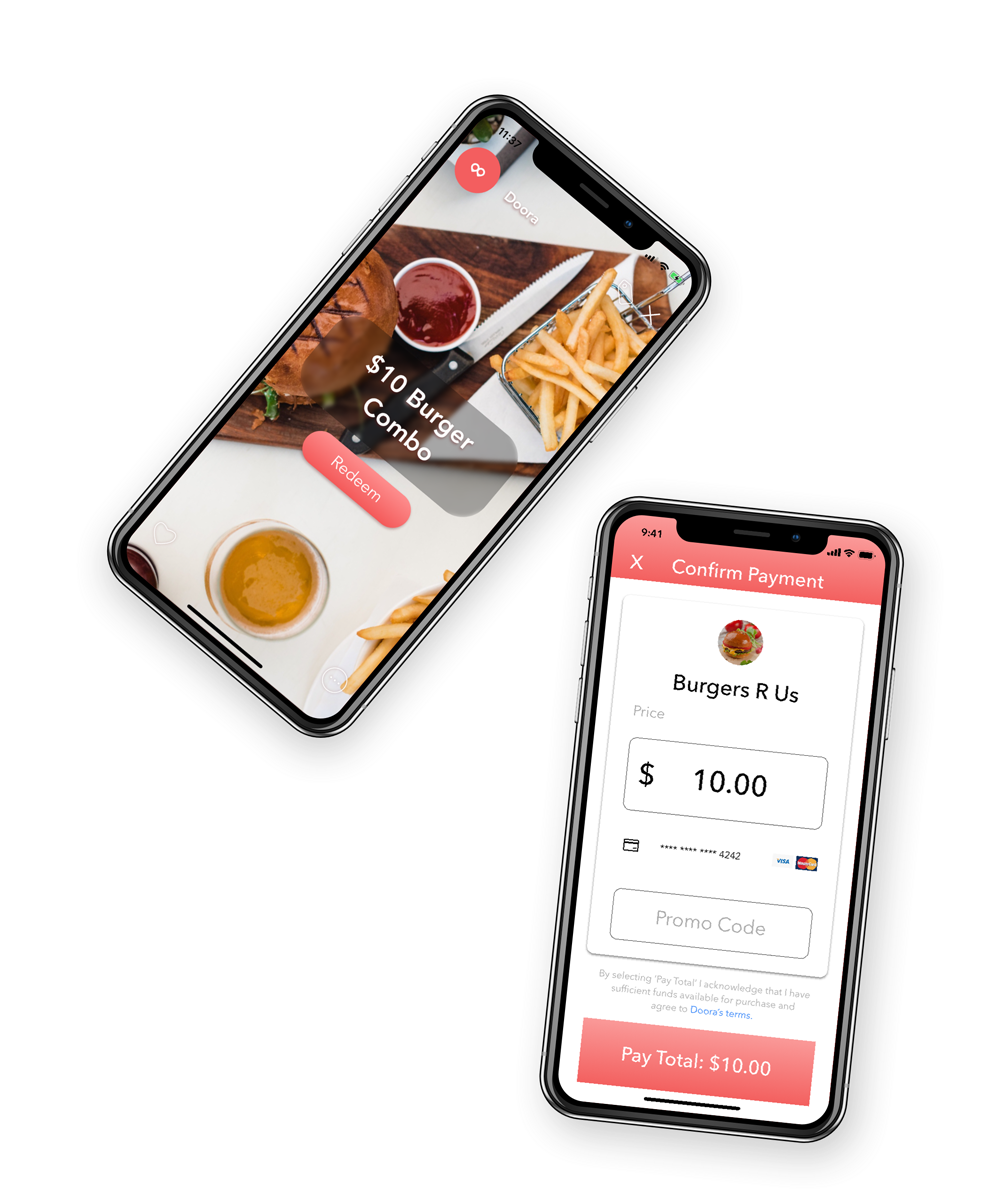 11:37
Doora
$10 Burger
Combo
Redeem
9:41
X
Confirm Payment
Burgers R Us
Price
$ 10.00
**** **** **** 4242
VISA
Promo Code
By selecting 'Pay Total' I acknowledge that I have
sufficient funds available for purchase and
agree to Doora's terms.
Pay Total: $10.00